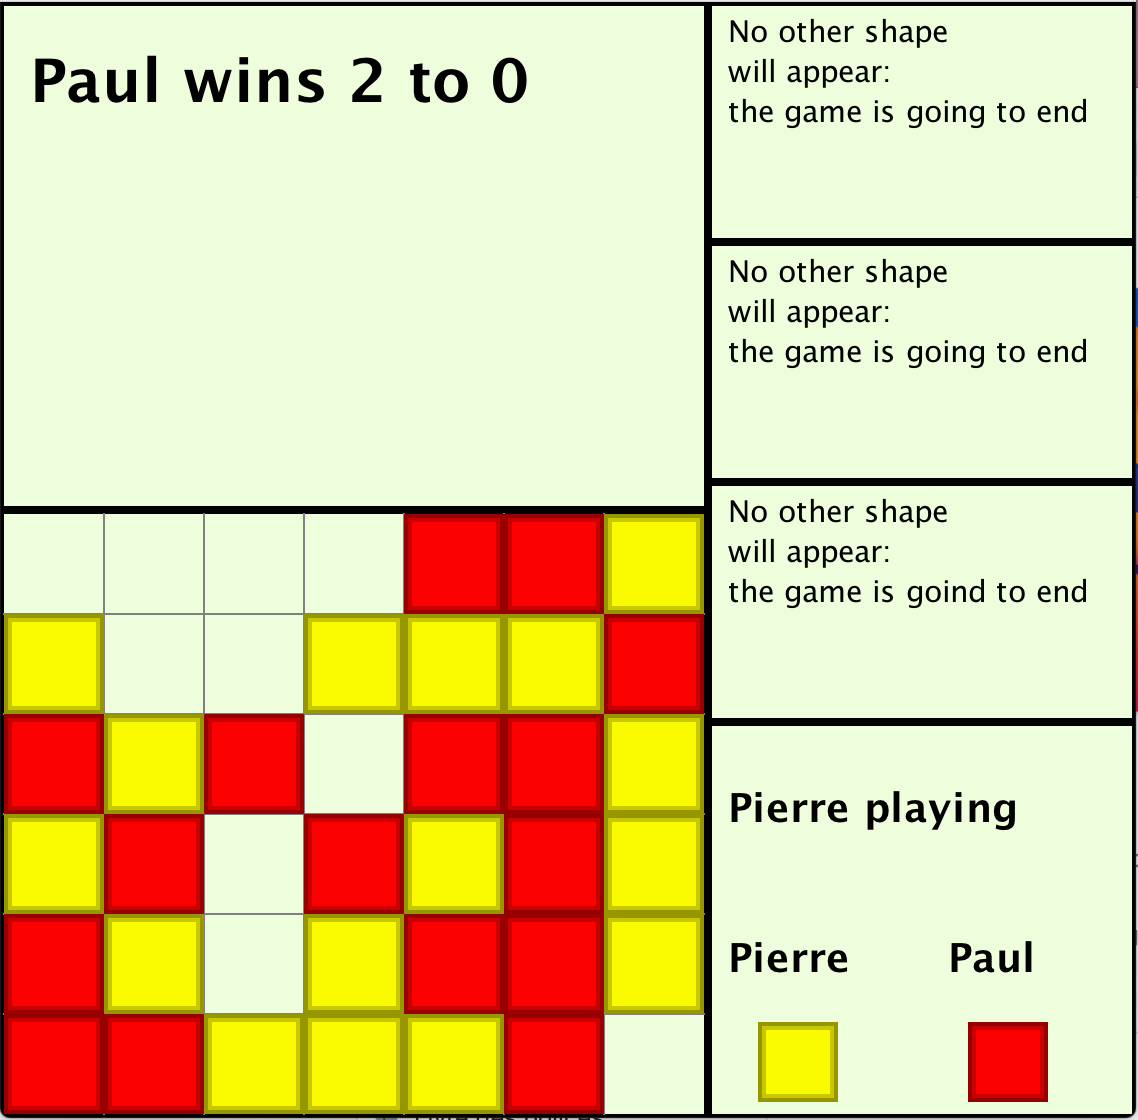 Paul wins 2 to 0
No other shape
will appear:
the game is going to end
No other shape
will appear:
the game is going to end
No other shape
will appear:
the game is goind to end
Pierre playing
Pierre Paul